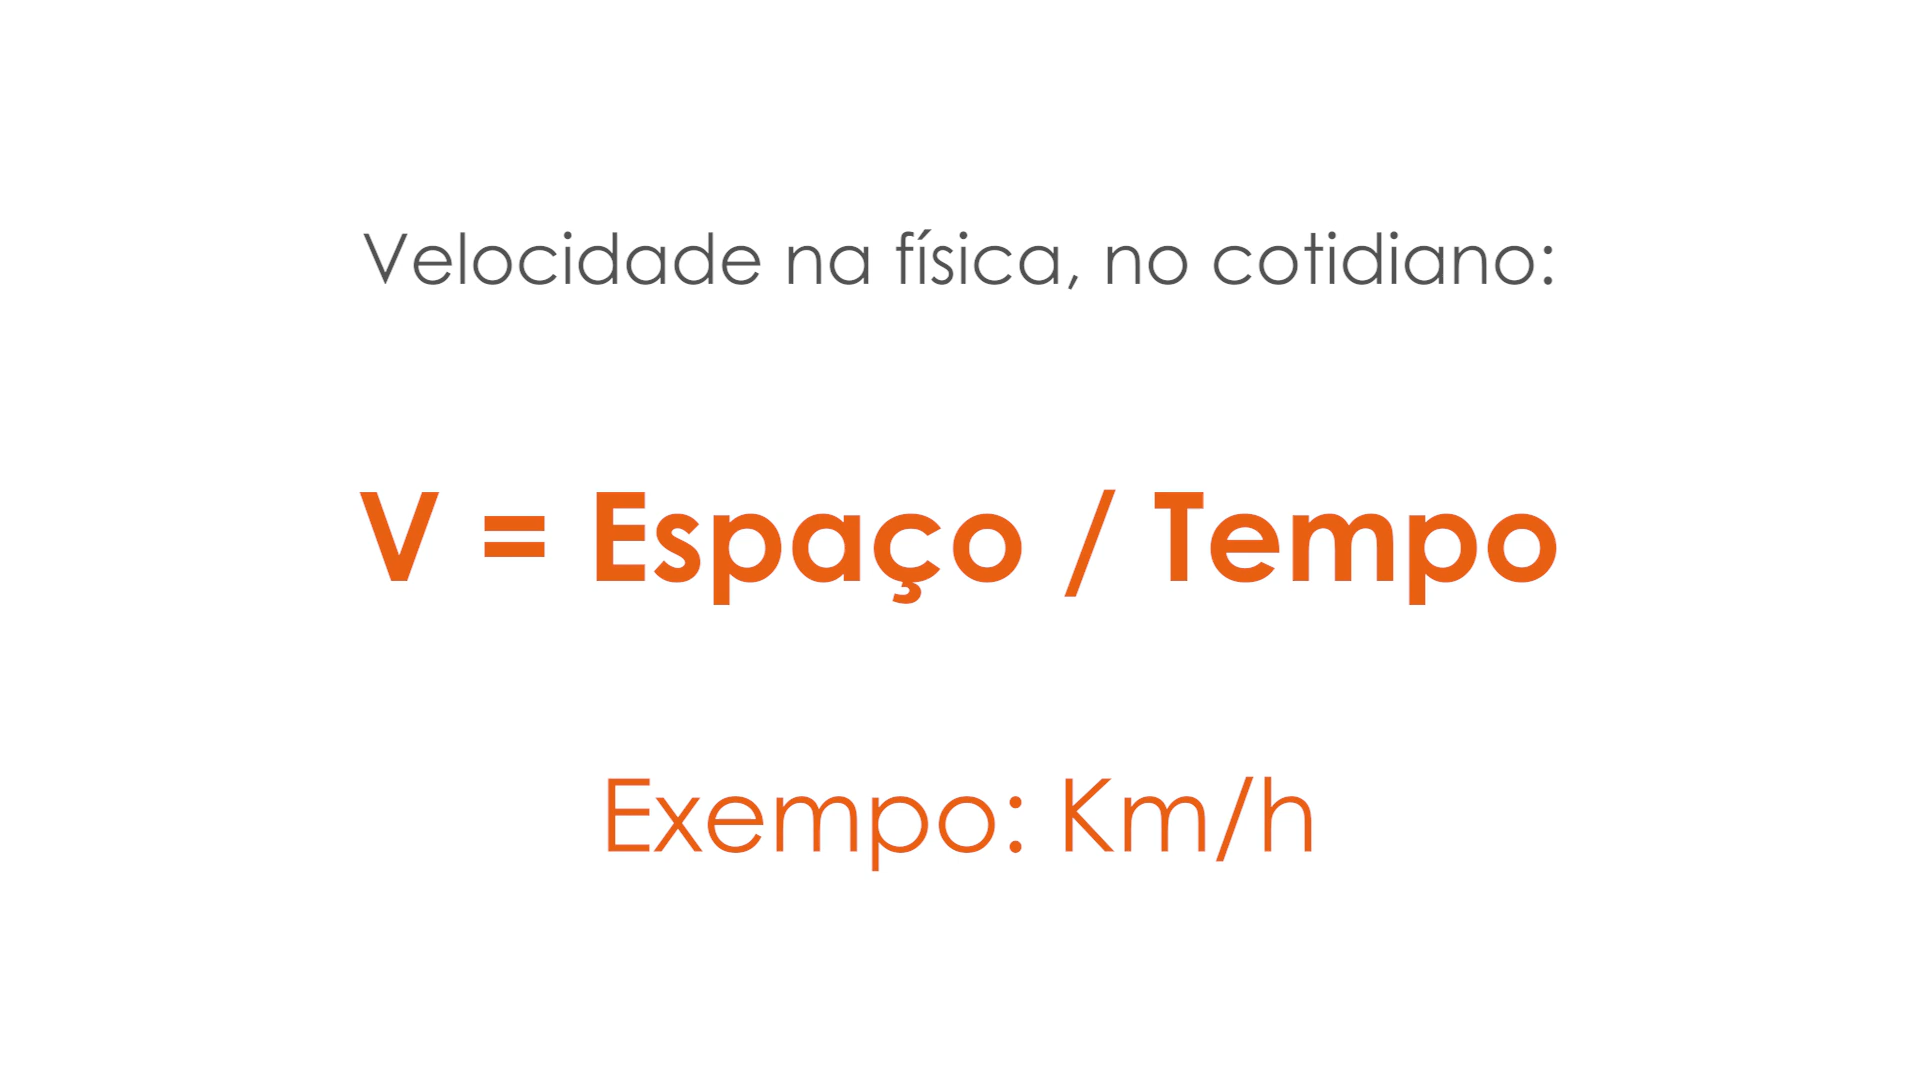 Velocidade na física, no cotidiano:
V = Espaço / Tempo
Exempo: Km/h